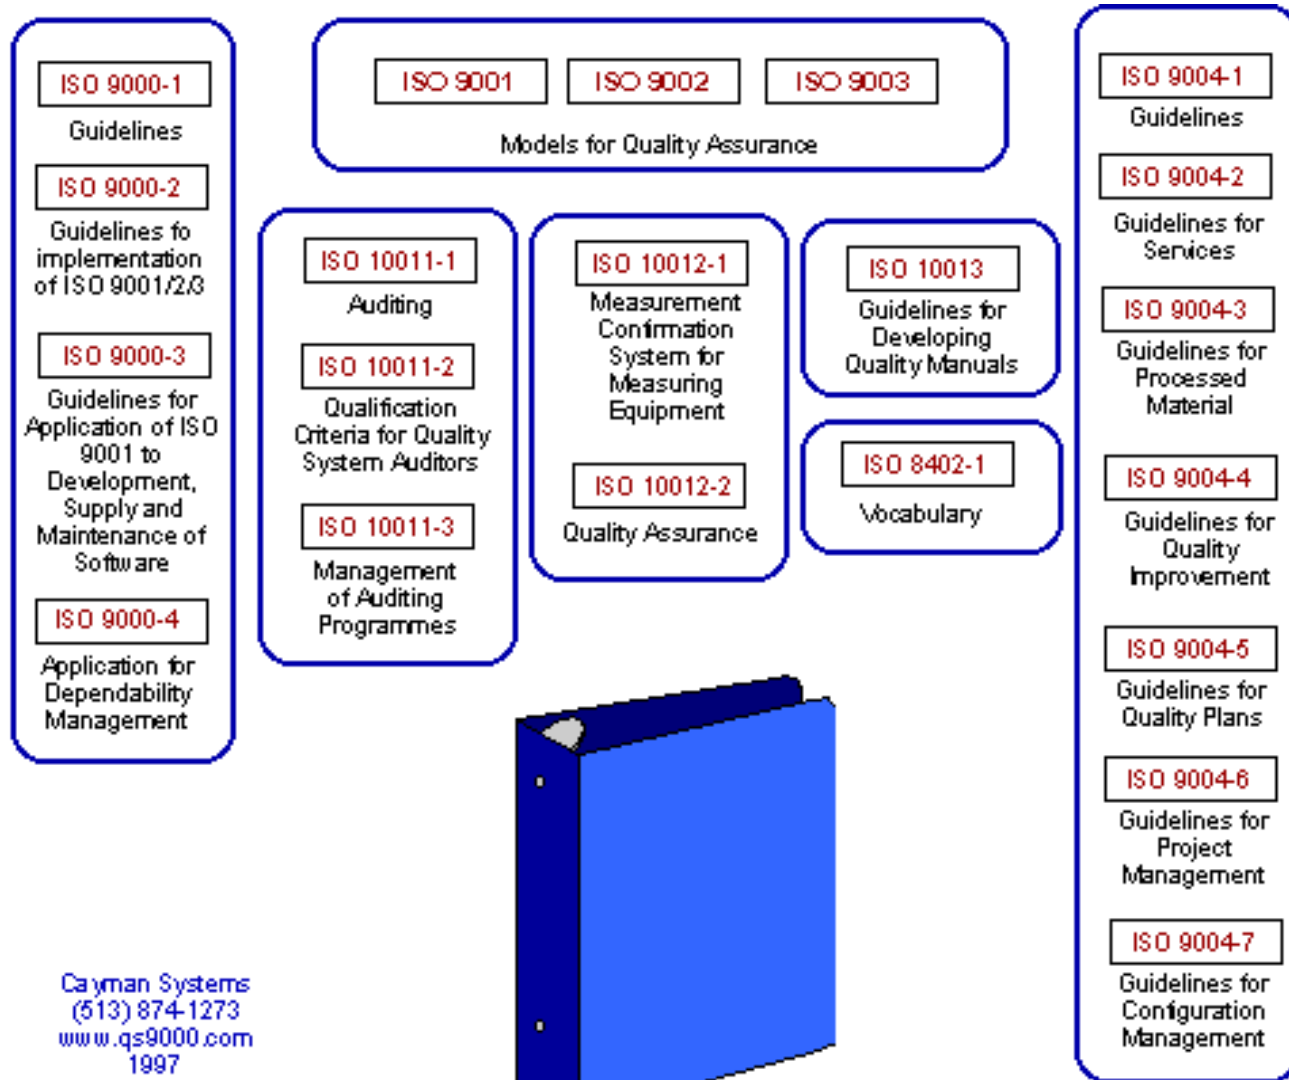 ISO 9000-1
Guidelines
ISO 9000-2
Guidelines fo
implementation
of ISO 9001/2/3
ISO 9000-3
Guidelines for
Application of ISO
9001 to
Development,
Supply and
Maintenance of
Software
ISO 9000-4
Application for
Dependability
Management
ISO 9001
ISO 9002
ISO 9003
Models for Quality Assurance
ISO 10011-1
Auditing
ISO 10011-2
Qualification
Criteria for Quality
System Auditors
ISO 10011-3
Management
of Auditing
Programmes
ISO 10012-1
Measurement
Confirmation
System for
Measuring
Equipment
ISO 10012-2
Quality Assurance
ISO 10013
Guidelines for
Developing
Quality Manuals
ISO 8402-1
Vocabulary
ISO 9004-1
Guidelines
ISO 9004-2
Guidelines for
Services
ISO 9004-3
Guidelines for
Processed
Material
ISO 9004-4
Guidelines for
Quality
Improvement
ISO 9004-5
Guidelines for
Quality Plans
ISO 9004-6
Guidelines for
Project
Management
ISO 9004-7
Guidelines for
Configuration
Management
Cayman Systems
(513) 874-1273
www.qs9000.com
1997